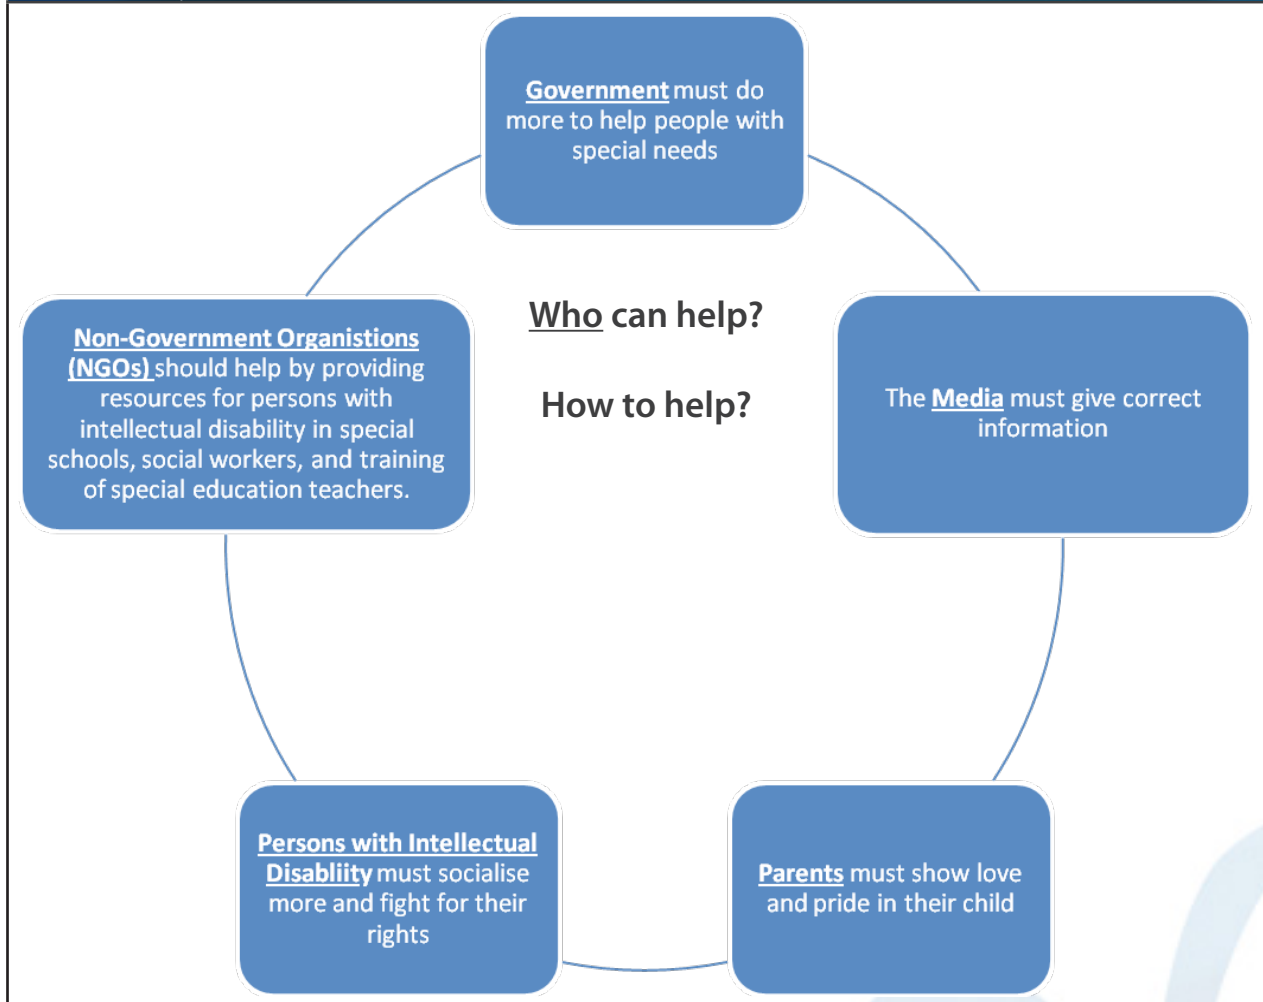 Government must do
more to help people with
special needs
Who can help?
How to help?
The Media must give correct
information
Parents must show love
and pride in their child
Persons with Intellectual
Disabliity must socialise
more and fight for their
rights
Non-Government Organistions
(NGOs) should help by providing
resources for persons with
intellectual disability in special
schools, social workers, and training
of special education teachers.